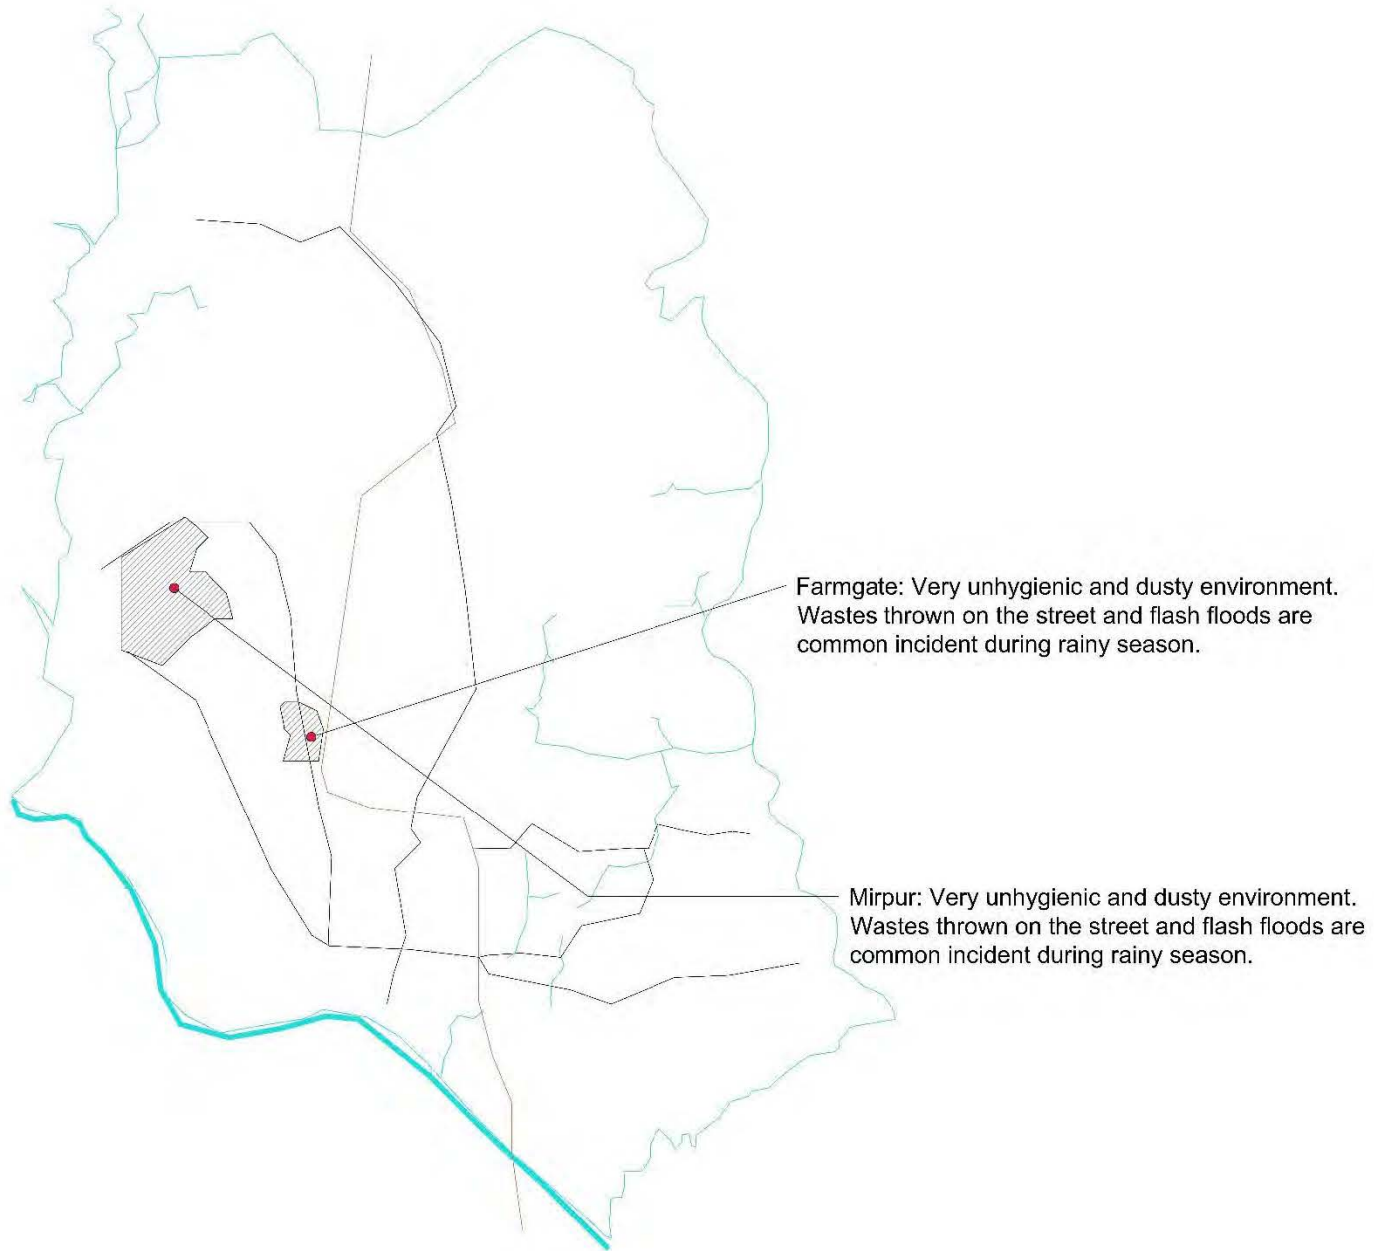 Farmgate: Very unhygienic and dusty environment.
Wastes thrown on the street and flash floods are
common incident during rainy season.
Mirpur: Very unhygienic and dusty environment.
Wastes thrown on the street and flash floods are
common incident during rainy season.